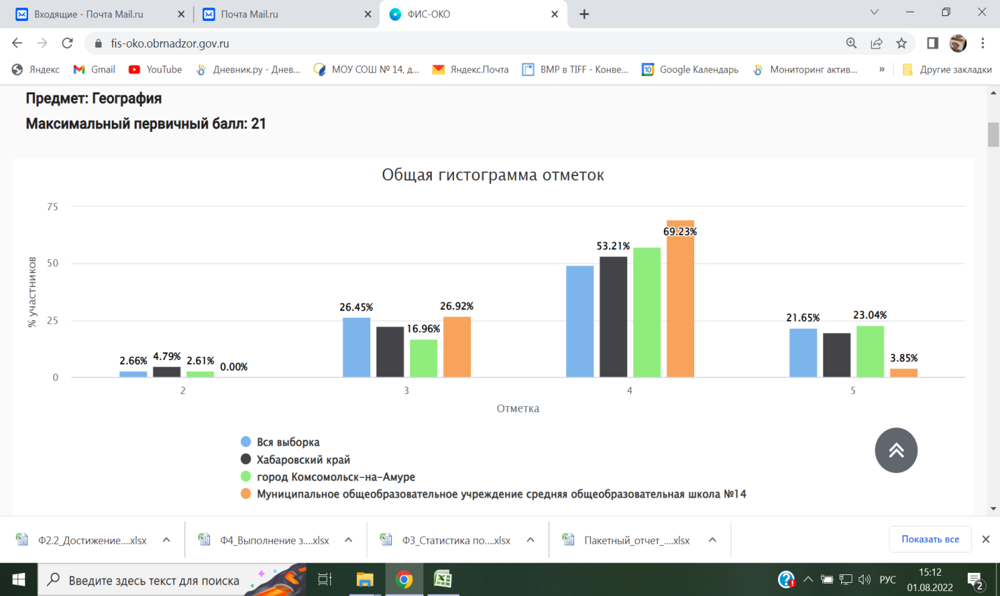 Входящие - Почта Mail.ru
Почта Mail.ru
ФИС-ОКО
fis-oko.obrnadzor.gov.ru
Яндекс
Gmail
YouTube
Дневник.ру - Днев...
МОУ СОШ № 14, д...
Яндекс.Почта
BMP в TIFF - Конве...
10
Google Календарь
Мониторинг актив...
»
Другие закладки
Предмет: География
Максимальный первичный балл: 21
Общая гистограмма отметок
% участников
75
50
25
0
2.66%
4.79%
2.61%
0.00%
26.45%
16.96%
26.92%
53.21%
69.23%
21.65%
23.04%
3.85%
2
3
4
5
Отметка
Вся выборка
Хабаровский край
город Комсомольск-на-Амуре
Муниципальное общеобразовательное учреждение средняя общеобразовательная школа №14
Ф2.2_Достижение....xlsx
Ф4_Выполнение з....xlsx
Ф3_Статистика по....xlsx
Пакетный_отчет_....xlsx
Показать все
Введите здесь текст для поиска
РУС
15:12
01.08.2022
2